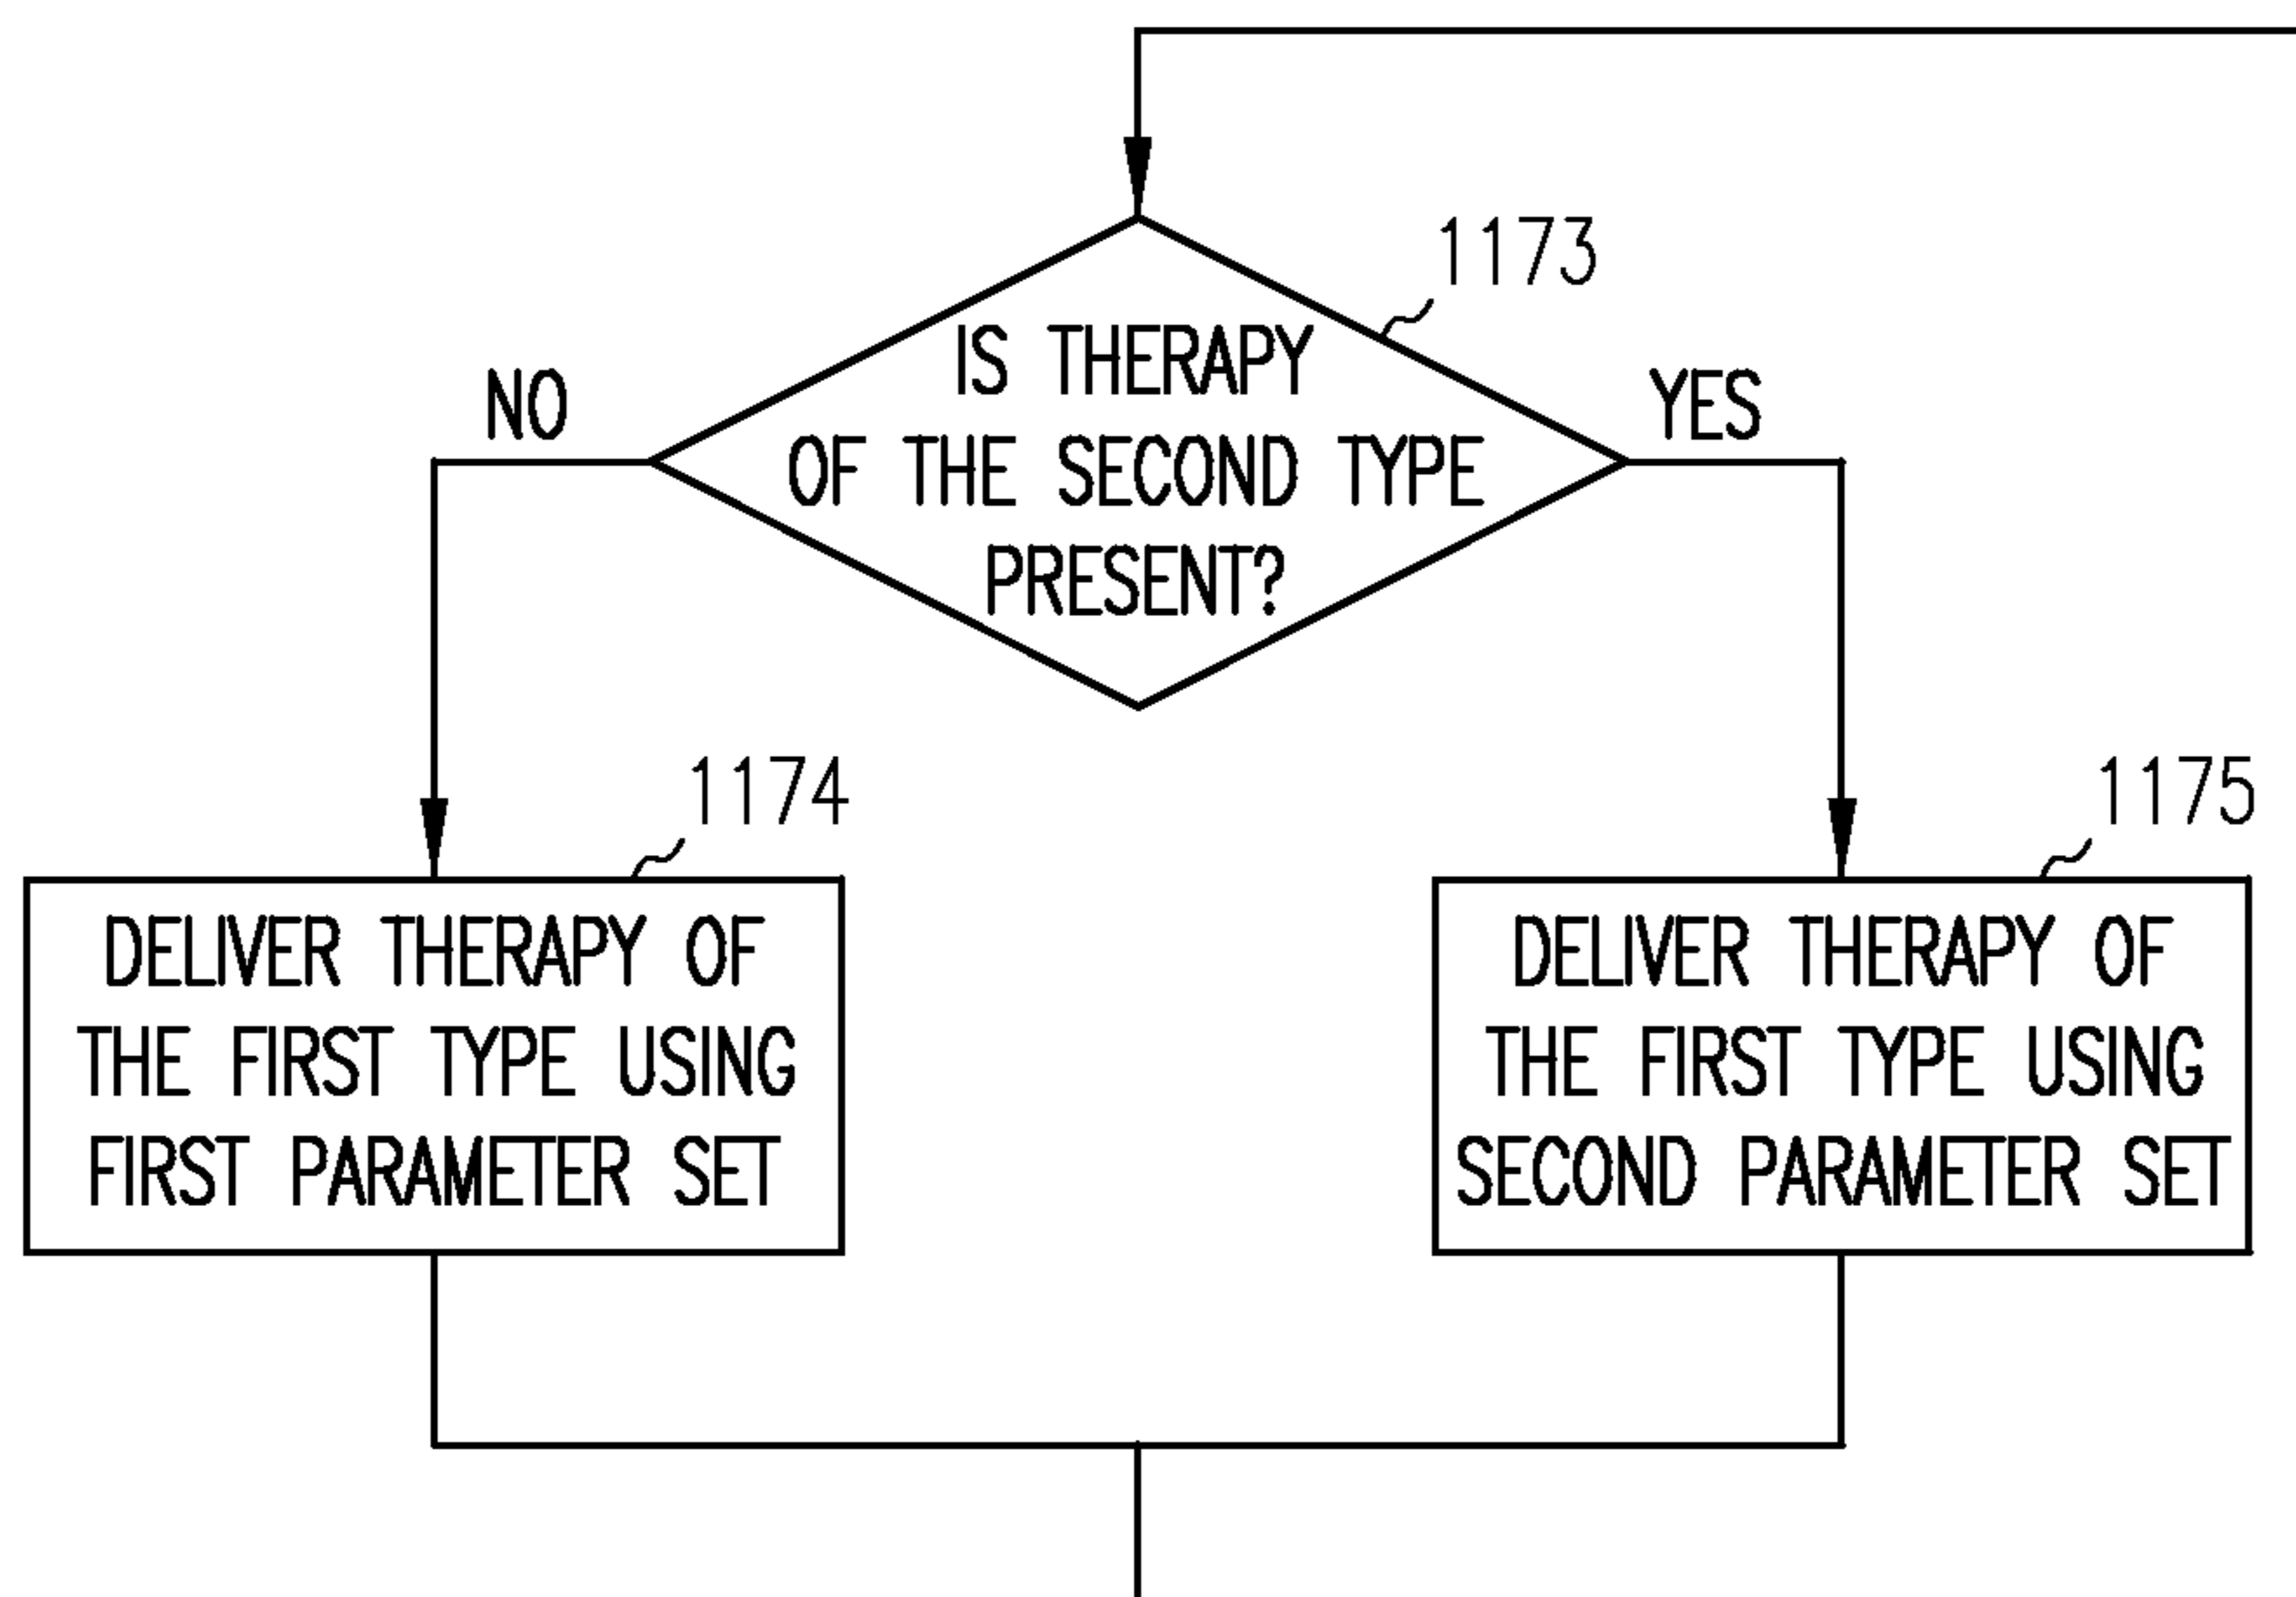 1173
IS THERAPY
OF THE SECOND TYPE
PRESENT?
NO
YES
1174
DELIVER THERAPY OF
THE FIRST TYPE USING
FIRST PARAMETER SET
1175
DELIVER THERAPY OF
THE FIRST TYPE USING
SECOND PARAMETER SET